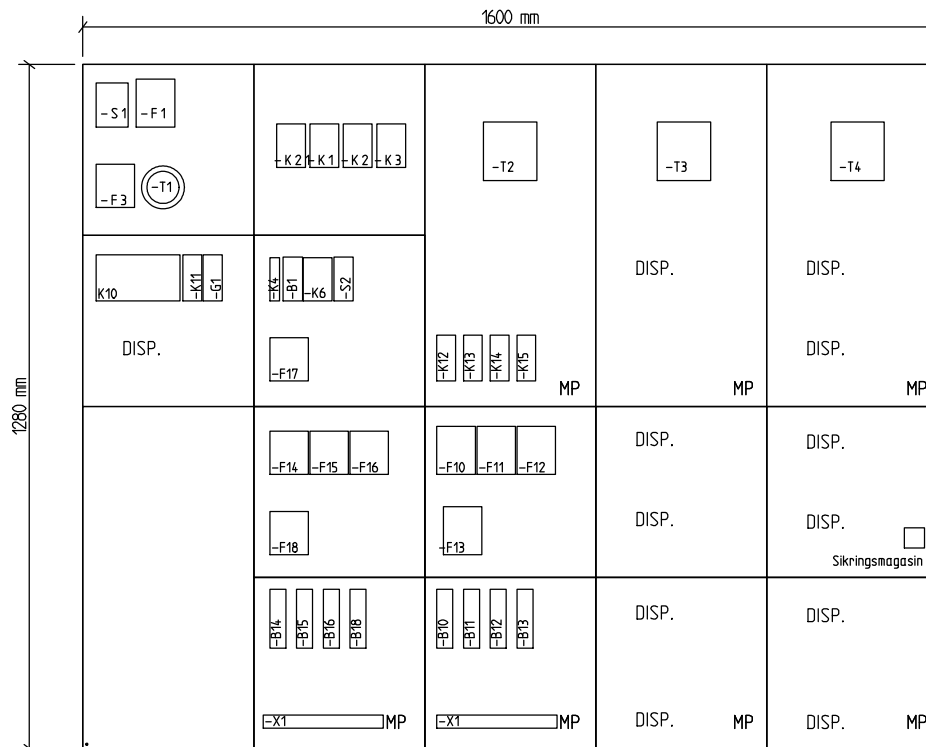 1600 mm
1280 mm
-S1
-F1
-F3
-T1
-K21
-K1
-K2
-K3
-T2
-T3
-T4
K10
-K11
-G1
DISP.
-K4
-B1
-K6
-S2
-F17
-K12
-K13
-K14
-K15
MP
DISP.
MP
DISP.
DISP.
MP
-F14
-F15
-F16
-F18
-F10
-F11
-F12
-F13
DISP.
DISP.
DISP.
DISP.
Sikringsmagasin
-B14
-B15
-B16
-B18
-X1
MP
-B10
-B11
-B12
-B13
-X1
MP
DISP.
DISP.
MP
DISP.
DISP.
MP